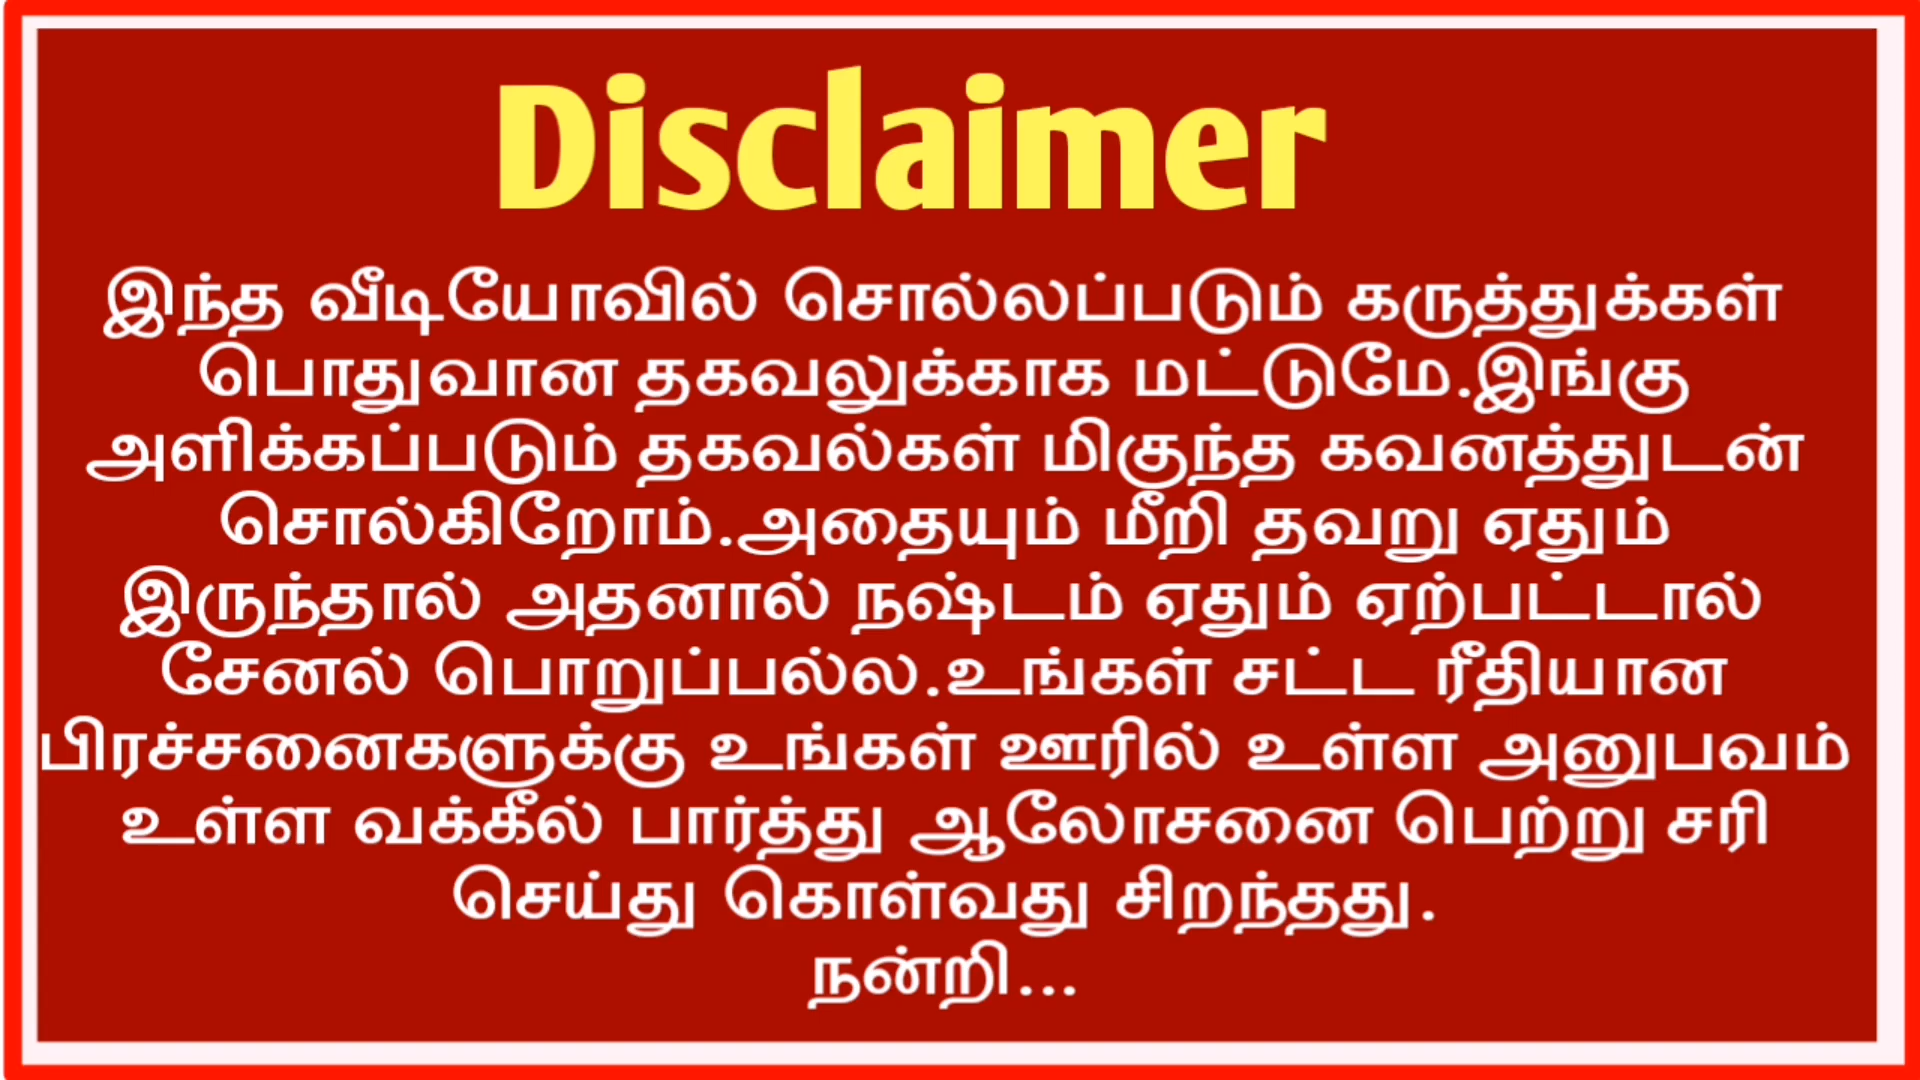 Disclaimer
இந்த வீடியோவில் சொல்லப்படும் கருத்துக்கள்
பொதுவான தகவலுக்காக மட்டுமே.இங்கு
அளிக்கப்படும் தகவல்கள் மிகுந்த கவனத்துடன்
சொல்கிறோம்.அதையும் மீறி தவறு ஏதும்
இருந்தால் அதனால் நஷ்டம் ஏதும் ஏற்பட்டால்
சேனல் பொறுப்பல்ல.உங்கள் சட்ட ரீதியான
பிரச்சனைகளுக்கு உங்கள் ஊரில் உள்ள அனுபவம்
உள்ள வக்கீல் பார்த்து ஆலோசனை பெற்று சரி
செய்து கொள்வது சிறந்தது.
நன்றி...